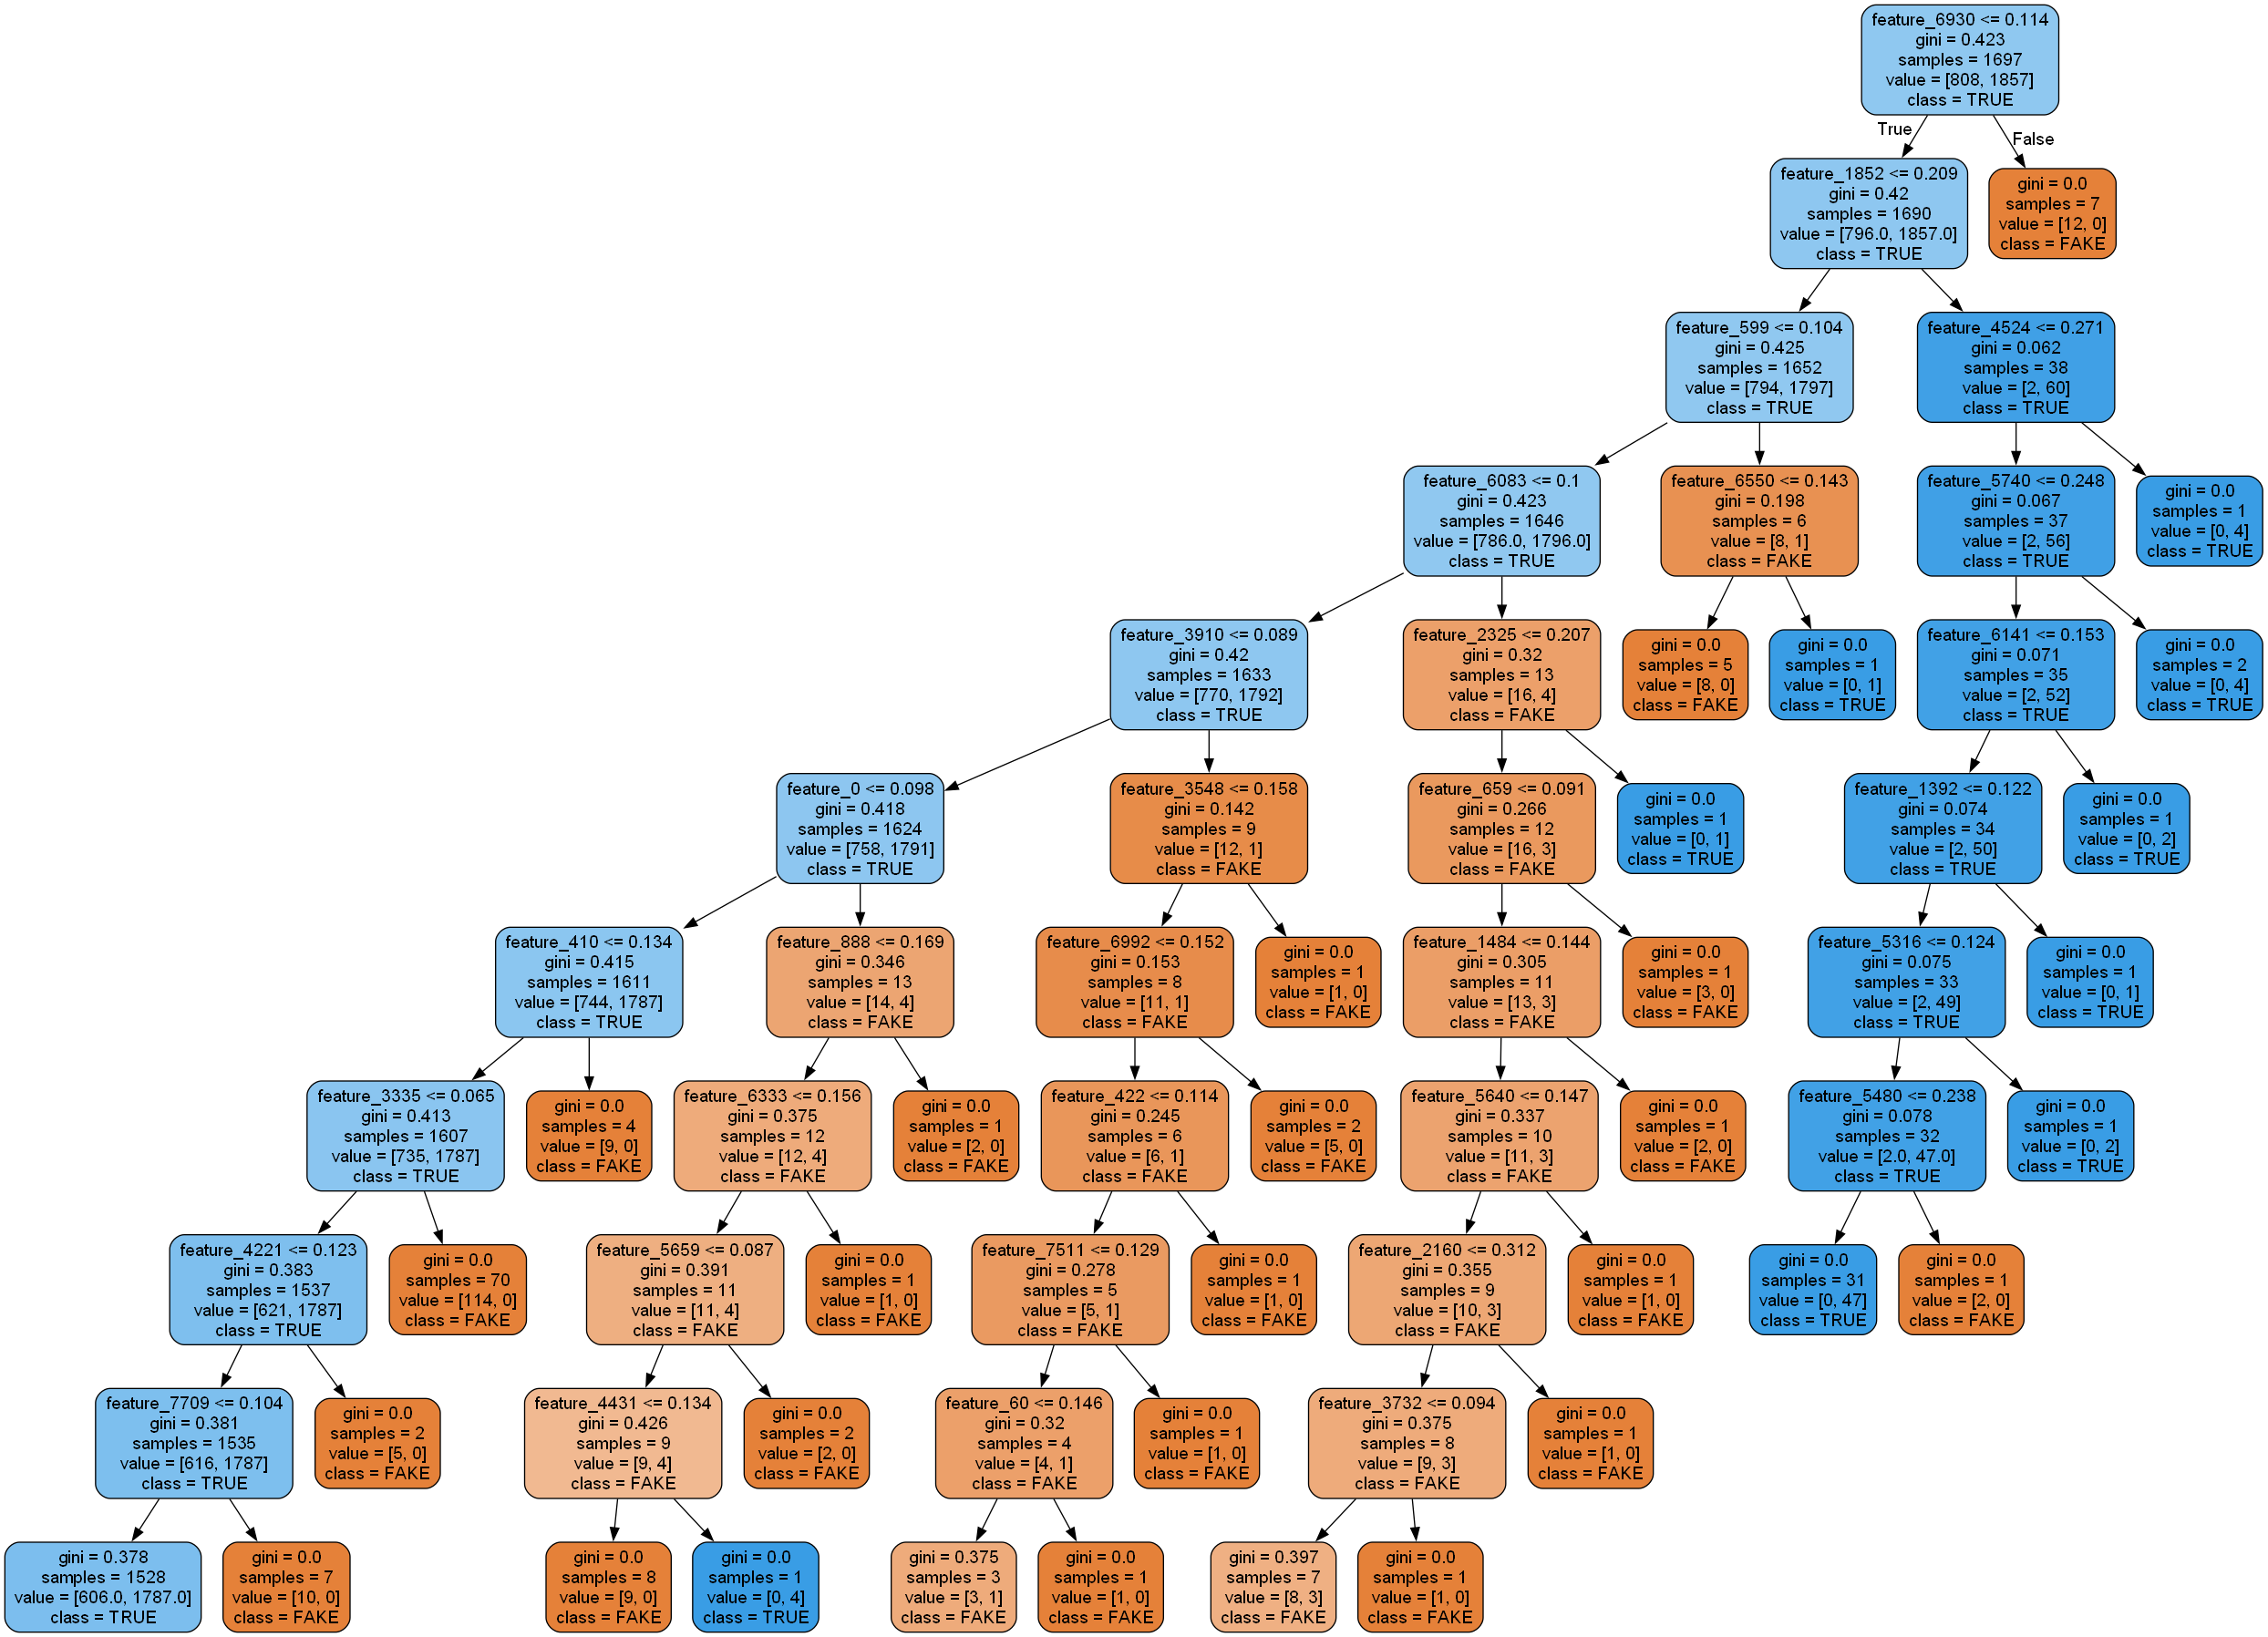 feature_6930 <= 0.114
gini = 0.423
samples = 1697
value = [808, 1857]
class = TRUE
True
False
feature_1852 <= 0.209
gini = 0.42
samples = 1690
value = [796.0, 1857.0]
class = TRUE
gini = 0.0
samples = 7
value = [12, 0]
class = FAKE
feature_599 <= 0.104
gini = 0.425
samples = 1652
value = [794, 1797]
class = TRUE
feature_4524 <= 0.271
gini = 0.062
samples = 38
value = [2, 60]
class = TRUE
feature_6083 <= 0.1
gini = 0.423
samples = 1646
value = [786.0, 1796.0]
class = TRUE
feature_6550 <= 0.143
gini = 0.198
samples = 6
value = [8, 1]
class = FAKE
feature_5740 <= 0.248
gini = 0.067
samples = 37
value = [2, 56]
class = TRUE
gini = 0.0
samples = 1
value = [0, 4]
class = TRUE
feature_3910 <= 0.089
gini = 0.42
samples = 1633
value = [770, 1792]
class = TRUE
feature_2325 <= 0.207
gini = 0.32
samples = 13
value = [16, 4]
class = FAKE
gini = 0.0
samples = 5
value = [8, 0]
class = FAKE
gini = 0.0
samples = 1
value = [0, 1]
class = TRUE
feature_6141 <= 0.153
gini = 0.071
samples = 35
value = [2, 52]
class = TRUE
gini = 0.0
samples = 2
value = [0, 4]
class = TRUE
feature_0 <= 0.098
gini = 0.418
samples = 1624
value = [758, 1791]
class = TRUE
feature_3548 <= 0.158
gini = 0.142
samples = 9
value = [12, 1]
class = FAKE
feature_659 <= 0.091
gini = 0.266
samples = 12
value = [16, 3]
class = FAKE
gini = 0.0
samples = 1
value = [0, 1]
class = TRUE
feature_1392 <= 0.122
gini = 0.074
samples = 34
value = [2, 50]
class = TRUE
gini = 0.0
samples = 1
value = [0, 2]
class = TRUE
feature_410 <= 0.134
gini = 0.415
samples = 1611
value = [744, 1787]
class = TRUE
feature_888 <= 0.169
gini = 0.346
samples = 13
value = [14, 4]
class = FAKE
feature_6992 <= 0.152
gini = 0.153
samples = 8
value = [11, 1]
class = FAKE
gini = 0.0
samples = 1
value = [1, 0]
class = FAKE
feature_1484 <= 0.144
gini = 0.305
samples = 11
value = [13, 3]
class = FAKE
gini = 0.0
samples = 1
value = [3, 0]
class = FAKE
feature_5316 <= 0.124
gini = 0.075
samples = 33
value = [2, 49]
class = TRUE
gini = 0.0
samples = 1
value = [0, 1]
class = TRUE
feature_3335 <= 0.065
gini = 0.413
samples = 1607
value = [735, 1787]
class = TRUE
gini = 0.0
samples = 4
value = [9, 0]
class = FAKE
feature_6333 <= 0.156
gini = 0.375
samples = 12
value = [12, 4]
class = FAKE
gini = 0.0
samples = 1
value = [2, 0]
class = FAKE
feature_422 <= 0.114
gini = 0.245
samples = 6
value = [6, 1]
class = FAKE
gini = 0.0
samples = 2
value = [5, 0]
class = FAKE
feature_5640 <= 0.147
gini = 0.337
samples = 10
value = [11, 3]
class = FAKE
gini = 0.0
samples = 1
value = [2, 0]
class = FAKE
feature_5480 <= 0.238
gini = 0.078
samples = 32
value = [2.0, 47.0]
class = TRUE
gini = 0.0
samples = 1
value = [0, 2]
class = TRUE
feature_4221 <= 0.123
gini = 0.383
samples = 1537
value = [621, 1787]
class = TRUE
gini = 0.0
samples = 70
value = [114, 0]
class = FAKE
feature_5659 <= 0.087
gini = 0.391
samples = 11
value = [11, 4]
class = FAKE
gini = 0.0
samples = 1
value = [1, 0]
class = FAKE
feature_7511 <= 0.129
gini = 0.278
samples = 5
value = [5, 1]
class = FAKE
gini = 0.0
samples = 1
value = [1, 0]
class = FAKE
feature_2160 <= 0.312
gini = 0.355
samples = 9
value = [10, 3]
class = FAKE
gini = 0.0
samples = 1
value = [1, 0]
class = FAKE
gini = 0.0
samples = 31
value = [0, 47]
class = TRUE
gini = 0.0
samples = 1
value = [2, 0]
class = FAKE
feature_7709 <= 0.104
gini = 0.381
samples = 1535
value = [616, 1787]
class = TRUE
gini = 0.0
samples = 2
value = [5, 0]
class = FAKE
feature_4431 <= 0.134
gini = 0.426
samples = 9
value = [9, 4]
class = FAKE
gini = 0.0
samples = 2
value = [2, 0]
class = FAKE
feature_60 <= 0.146
gini = 0.32
samples = 4
value = [4, 1]
class = FAKE
gini = 0.0
samples = 1
value = [1, 0]
class = FAKE
feature_3732 <= 0.094
gini = 0.375
samples = 8
value = [9, 3]
class = FAKE
gini = 0.0
samples = 1
value = [1, 0]
class = FAKE
gini = 0.378
samples = 1528
value = [606.0, 1787.0]
class = TRUE
gini = 0.0
samples = 7
value = [10, 0]
class = FAKE
gini = 0.0
samples = 8
value = [9, 0]
class = FAKE
gini = 0.0
samples = 1
value = [0, 4]
class = TRUE
gini = 0.375
samples = 3
value = [3, 1]
class = FAKE
gini = 0.0
samples = 1
value = [1, 0]
class = FAKE
gini = 0.397
samples = 7
value = [8, 3]
class = FAKE
gini = 0.0
samples = 1
value = [1, 0]
class = FAKE